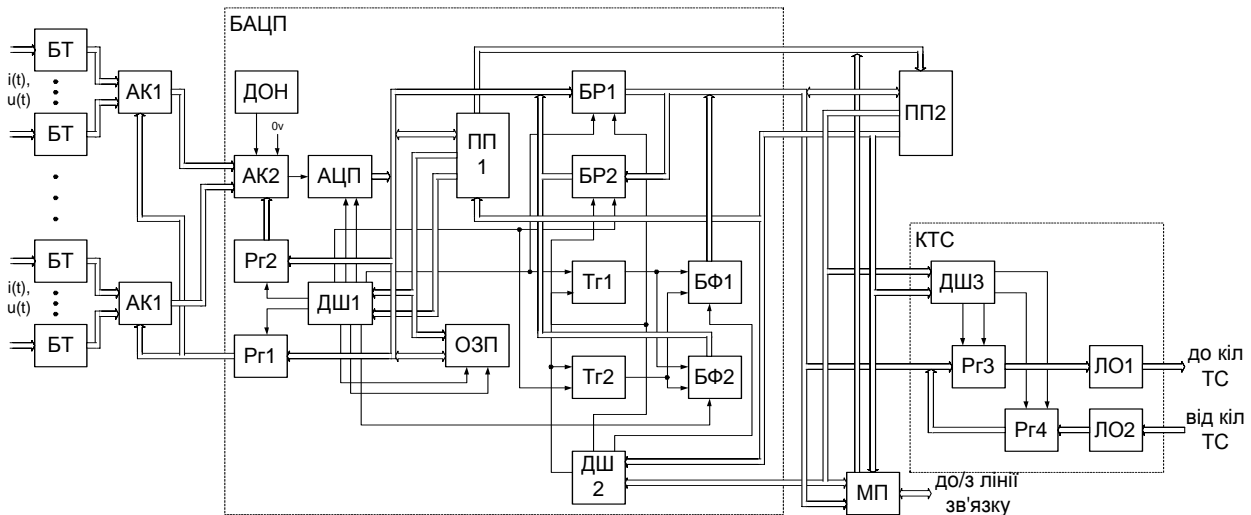 БАЦП
БТ
i(t),
u(t)
БТ
АК1
ДОН
0v
АК2
АЦП
ПП
1
БР1
БР2
ПП2
БТ
i(t),
u(t)
БТ
АК1
Рг2
ДШ1
Рг1
ОЗП
Тг1
БФ1
Тг2
БФ2
ДШ
2
КТС
ДШ3
Рг3
ЛО1
до кіл
ТС
Рг4
ЛО2
від кіл
ТС
МП
до/з лінії
зв'язку